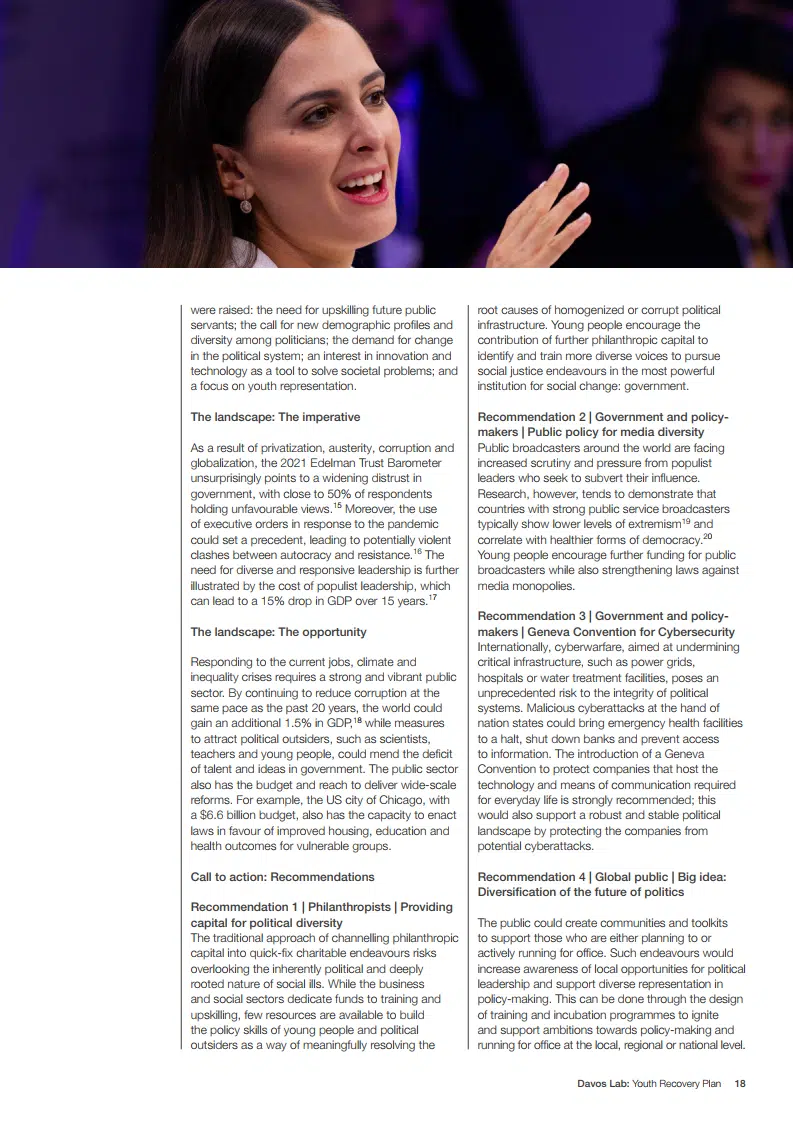 were raised: the need for upskilling future public
servants; the call for new demographic profiles and
diversity among politicians; the demand for change
in the political system; an interest in innovation and
technology as a tool to solve societal problems; and
a focus on youth representation.
The landscape: The imperative
As a result of privatization, austerity, corruption and
globalization, the 2021 Edelman Trust Barometer
unsurprisingly points to a widening distrust in
government, with close to 50% of respondents
holding unfavourable views.15 Moreover, the use
of executive orders in response to the pandemic
could set a precedent, leading to potentially violent
clashes between autocracy and resistance.16 The
need for diverse and responsive leadership is further
illustrated by the cost of populist leadership, which
can lead to a 15% drop in GDP over 15 years.17
The landscape: The opportunity
Responding to the current jobs, climate and
inequality crises requires a strong and vibrant public
sector. By continuing to reduce corruption at the
same pace as the past 20 years, the world could
gain an additional 1.5% in GDP,18 while measures
to attract political outsiders, such as scientists,
teachers and young people, could mend the deficit
of talent and ideas in government. The public sector
also has the budget and reach to deliver wide-scale
reforms. For example, the US city of Chicago, with
a $6.6 billion budget, also has the capacity to enact
laws in favour of improved housing, education and
health outcomes for vulnerable groups.
Call to action: Recommendations
Recommendation 1 | Philanthropists | Providing
capital for political diversity
The traditional approach of channelling philanthropic
capital into quick-fix charitable endeavours risks
overlooking the inherently political and deeply
rooted nature of social ills. While the business
and social sectors dedicate funds to training and
upskilling, few resources are available to build
the policy skills of young people and political
outsiders as a way of meaningfully resolving the
root causes of homogenized or corrupt political
infrastructure. Young people encourage the
contribution of further philanthropic capital to
identify and train more diverse voices to pursue
social justice endeavours in the most powerful
institution for social change: government.
Recommendation 2 | Government and policy-
makers | Public policy for media diversity
Public broadcasters around the world are facing
increased scrutiny and pressure from populist
leaders who seek to subvert their influence.
Research, however, tends to demonstrate that
countries with strong public service broadcasters
typically show lower levels of extremism19 and
correlate with healthier forms of democracy.20
Young people encourage further funding for public
broadcasters while also strengthening laws against
media monopolies.
Recommendation 3 | Government and policy-
makers | Geneva Convention for Cybersecurity
Internationally, cyberwarfare, aimed at undermining
critical infrastructure, such as power grids,
hospitals or water treatment facilities, poses an
unprecedented risk to the integrity of political
systems. Malicious cyberattacks at the hand of
nation states could bring emergency health facilities
to a halt, shut down banks and prevent access
to information. The introduction of a Geneva
Convention to protect companies that host the
technology and means of communication required
for everyday life is strongly recommended; this
would also support a robust and stable political
landscape by protecting the companies from
potential cyberattacks.
Recommendation 4 | Global public | Big idea:
Diversification of the future of politics
The public could create communities and toolkits
to support those who are either planning to or
actively running for office. Such endeavours would
increase awareness of local opportunities for political
leadership and support diverse representation in
policy-making. This can be done through the design
of training and incubation programmes to ignite
and support ambitions towards policy-making and
running for office at the local, regional or national level.
Davos Lab: Youth Recovery Plan 18